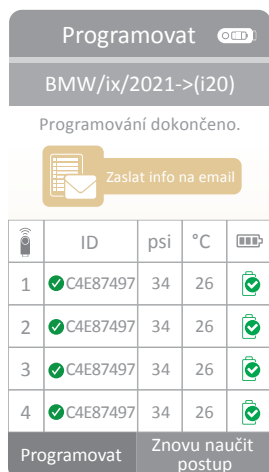 Programovat
BMW/ix/2021->(i20)
Programování dokončeno.
Zaslat info na email
ID psi °C
1 C4E87497 34 26
2 C4E87497 34 26
3 C4E87497 34 26
4 C4E87497 34 26
Programovat
Znovu naučit
postup